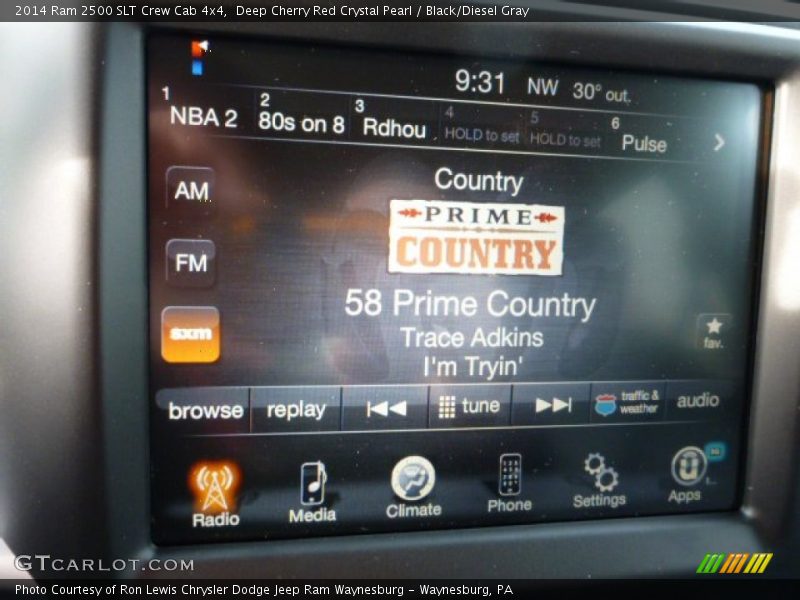 2014 Ram 2500 SLT Crew Cab 4x4, Deep Cherry Red Crystal Pearl / Black/Diesel Gray
9:31 NW 30° out.
1 NBA 2 2 80s on 8 3 Rdhou 4 HOLD to set 5 HOLD to set 6 Pulse >
Country
AM
PRIME
COUNTRY
FM
58 Prime Country
sxm
Trace Adkins
fav.
I'm Tryin'
browse replay tune traffic & weather audio
Radio Media Climate Phone Settings Apps
GTCARLOT.COM
Photo Courtesy of Ron Lewis Chrysler Dodge Jeep Ram Waynesburg - Waynesburg, PA